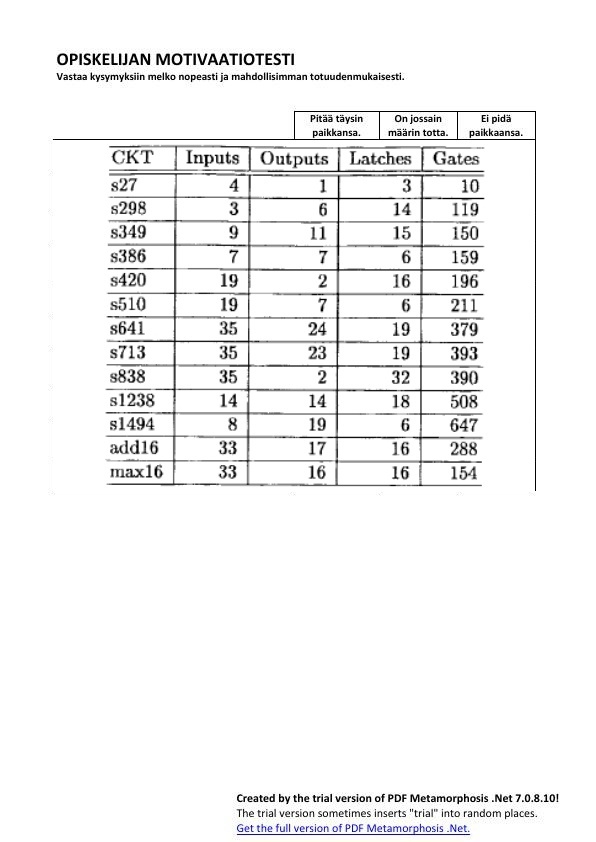 OPISKELIJAN MOTIVAATIOTESTI
Vastaa kysymyksiin melko nopeasti ja mahdollisimman totuudenmukaisesti.
Pitää täysin paikkansa. On jossain määrin totta. Ei pidä paikkaansa.
CKT Inputs Outputs Latches Gates
s27 4 1 3 10
s298 3 6 14 119
s349 9 11 15 150
s386 7 7 6 159
s420 19 2 16 196
s510 19 7 6 211
s641 35 24 19 379
s713 35 23 19 393
s838 35 2 32 390
s1238 14 14 18 508
s1494 8 19 6 647
add16 33 17 16 288
max16 33 16 16 154
Created by the trial version of PDF Metamorphosis .Net 7.0.8.10!
The trial version sometimes inserts "trial" into random places.
Get the full version of PDF Metamorphosis .Net.